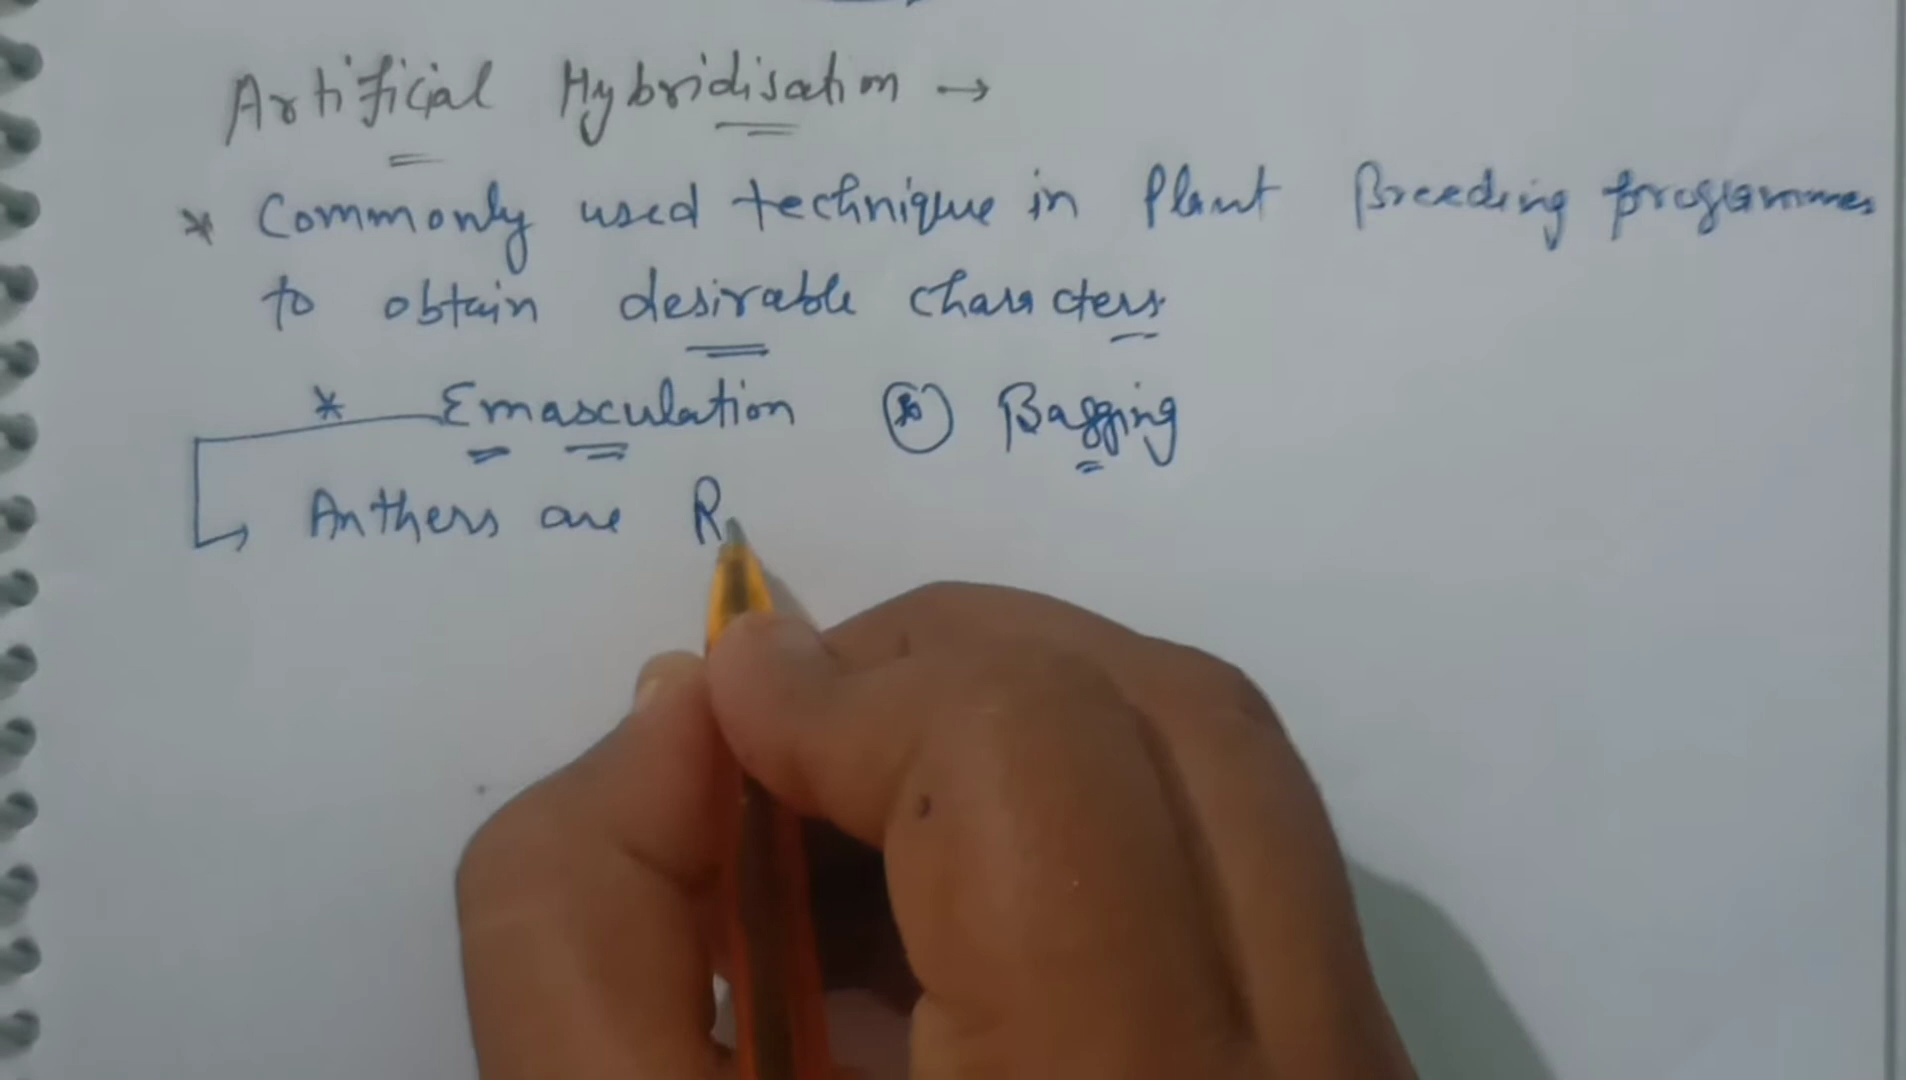 Artificial Hybridisation →
* Commonly used technique in Plant Breeding programmes
to obtain desirable characters
* Emasculation * Bagging
Anthers are R